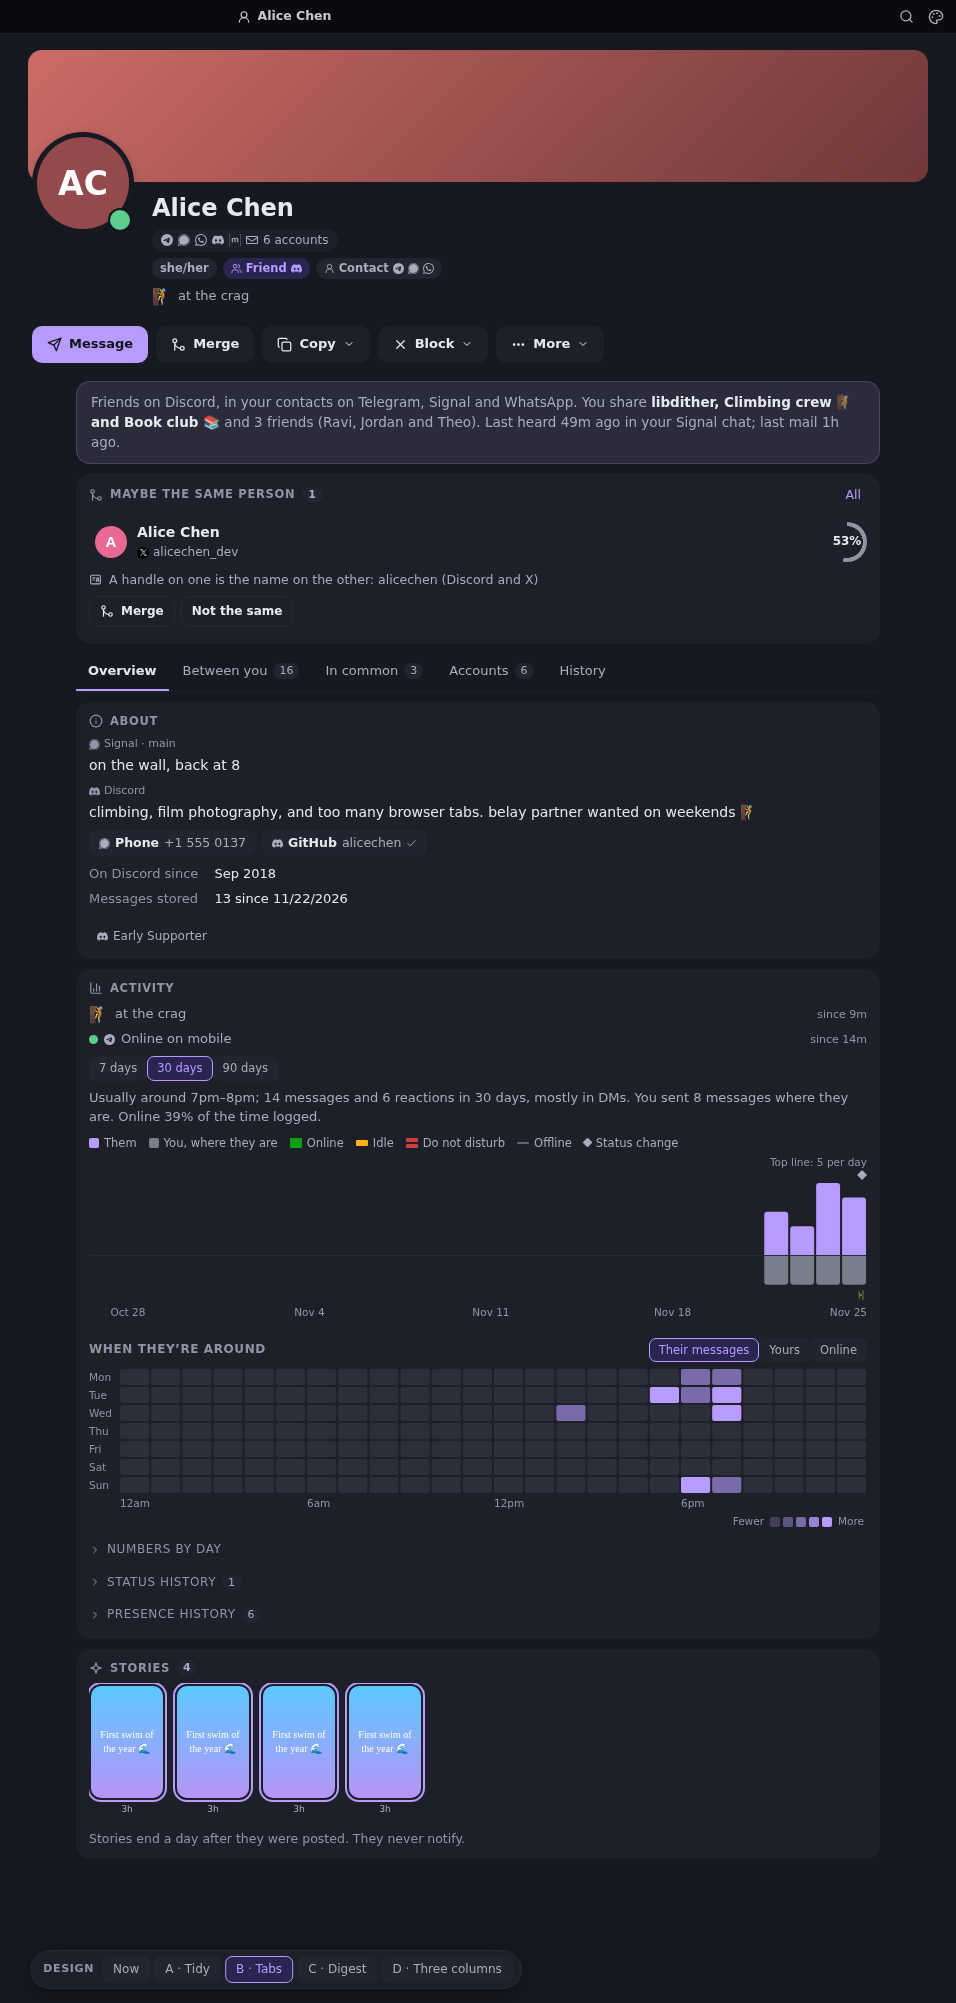 Alice Chen
AC
Alice Chen
6 accounts
she/her Friend Contact
at the crag
Message Merge Copy Block More
Friends on Discord, in your contacts on Telegram, Signal and WhatsApp. You share libdither, Climbing crew 🧗
and Book club 📚 and 3 friends (Ravi, Jordan and Theo). Last heard 49m ago in your Signal chat; last mail 1h
ago.
MAYBE THE SAME PERSON 1 All
A
Alice Chen
alicechen_dev
53%
A handle on one is the name on the other: alicechen (Discord and X)
Merge Not the same
Overview Between you 16 In common 3 Accounts 6 History
ABOUT
Signal · main
on the wall, back at 8
Discord
climbing, film photography, and too many browser tabs. belay partner wanted on weekends 🧗
Phone +1 555 0137 GitHub alicechen ✓
On Discord since Sep 2018
Messages stored 13 since 11/22/2026
Early Supporter
ACTIVITY
at the crag since 9m
Online on mobile since 14m
7 days 30 days 90 days
Usually around 7pm–8pm; 14 messages and 6 reactions in 30 days, mostly in DMs. You sent 8 messages where they
are. Online 39% of the time logged.
Them You, where they are Online Idle Do not disturb Offline Status change
Top line: 5 per day
Oct 28 Nov 4 Nov 11 Nov 18 Nov 25
WHEN THEY’RE AROUND Their messages Yours Online
Mon
Tue
Wed
Thu
Fri
Sat
Sun
12am 6am 12pm 6pm
Fewer More
NUMBERS BY DAY
STATUS HISTORY 1
PRESENCE HISTORY 6
STORIES 4
First swim of
the year 🌊
First swim of
the year 🌊
First swim of
the year 🌊
First swim of
the year 🌊
3h 3h 3h 3h
Stories end a day after they were posted. They never notify.
DESIGN Now A · Tidy B · Tabs C · Digest D · Three columns